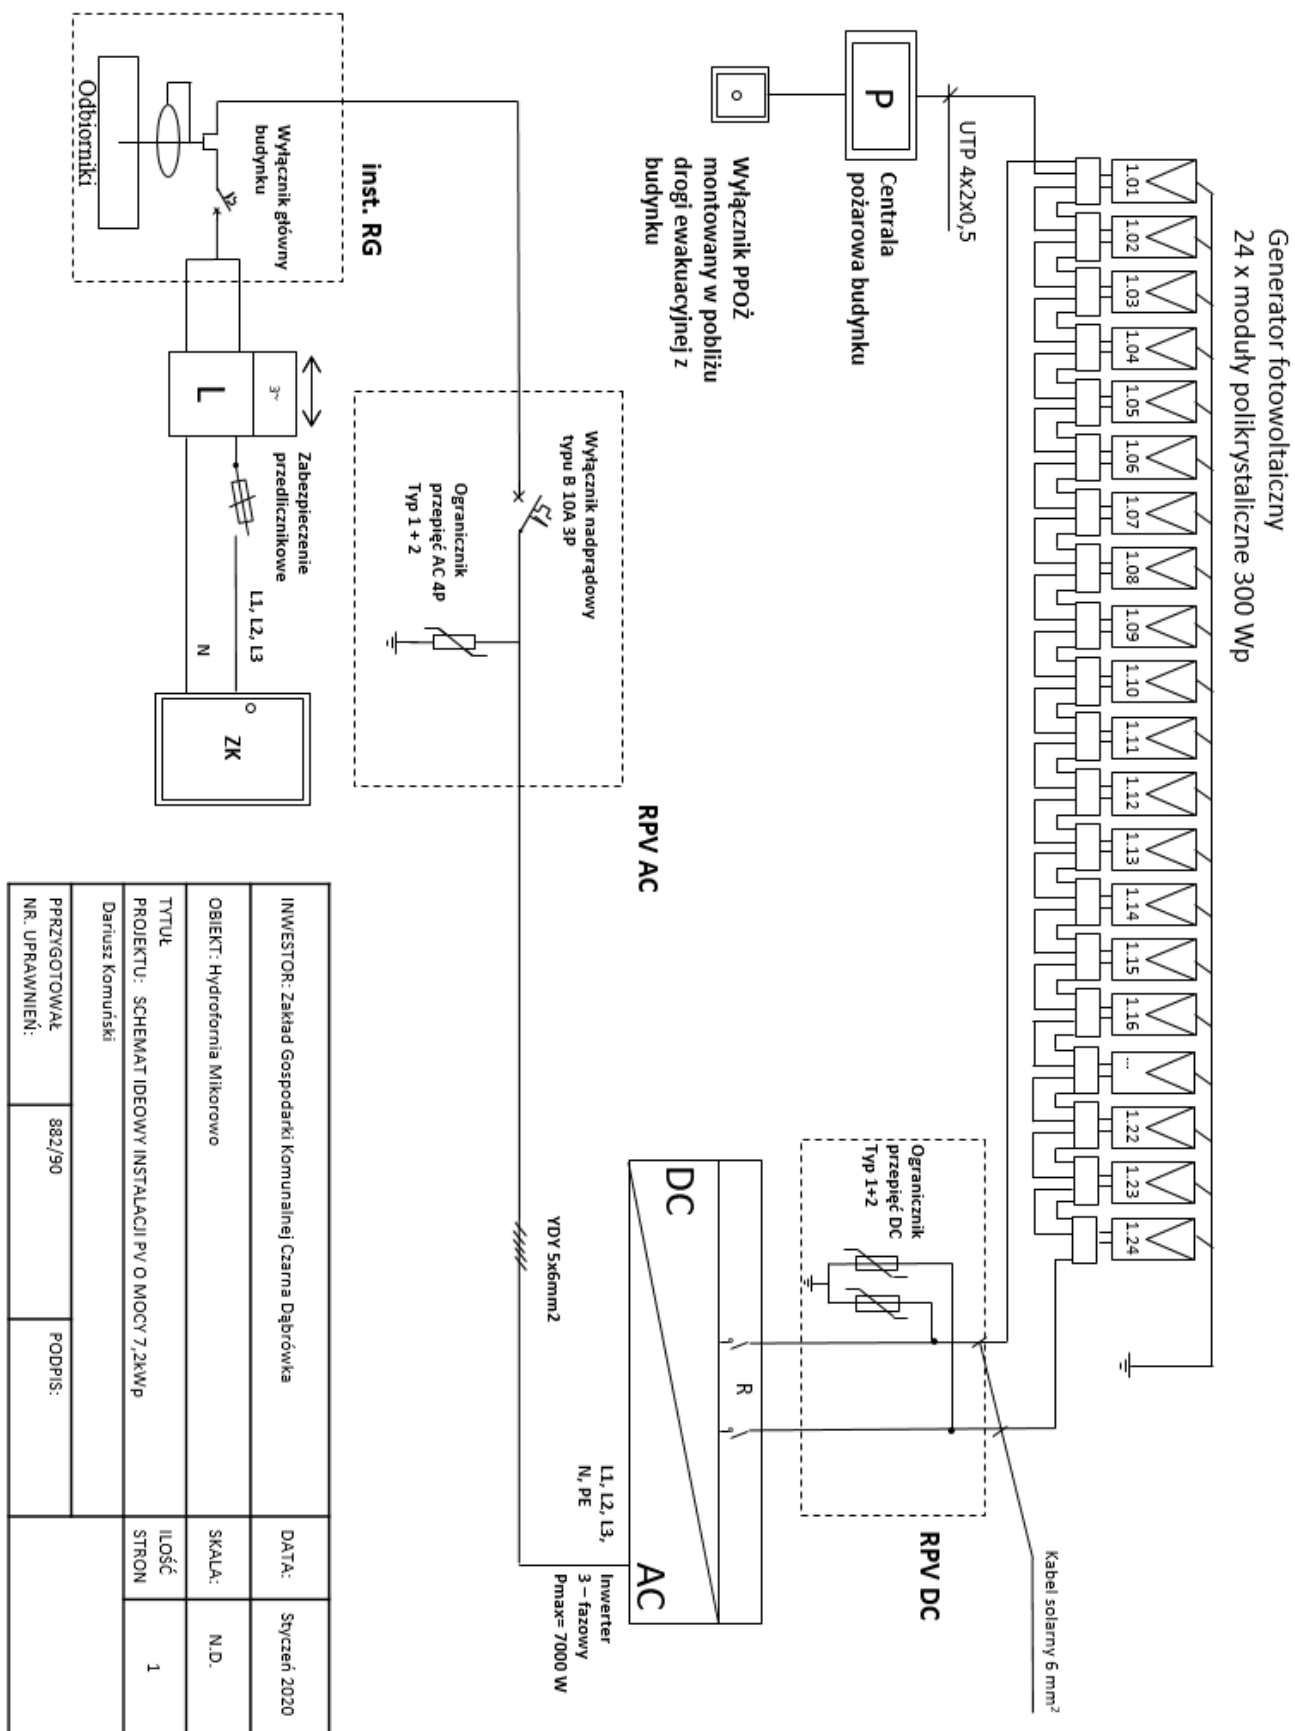 Generator fotowoltaiczny
24 x moduły polikrystaliczne 300 Wp
1.01
1.02
1.03
1.04
1.05
1.06
1.07
1.08
1.09
1.10
1.11
1.12
1.13
1.14
1.15
1.16
...
1.22
1.23
1.24
UTP 4x2x0,5
P
Centrala
pożarowa budynku
Wyłącznik PPOŻ
montowany w pobliżu
drogi ewakuacyjnej z
budynku
Kabel solarny 6 mm²
RPV DC
Ogranicznik
przepięć DC
Typ 1+2
R
DC
AC
L1, L2, L3,
N, PE
Inwerter
3 – fazowy
Pmax= 7000 W
YDY 5x6mm2
RPV AC
Wyłącznik nadprądowy
typu B 10A 3P
Ogranicznik
przepięć AC 4P
Typ 1 + 2
inst. RG
Wyłącznik główny
budynku
Odbiorniki
3~
L
Zabezpieczenie
przedlicznikowe
L1, L2, L3
N
ZK
INWESTOR: Zakład Gospodarki Komunalnej Czarna Dąbrówka
DATA:
Styczeń 2020
OBIEKT: Hydrofornia Mikorowo
SKALA:
N.D.
TYTUŁ
PROJEKTU: SCHEMAT IDEOWY INSTALACJI PV O MOCY 7,2kWp
ILOŚĆ
STRON
1
Dariusz Komuński
PPRZYGOTOWAŁ
NR. UPRAWNIEŃ:
882/90
PODPIS: